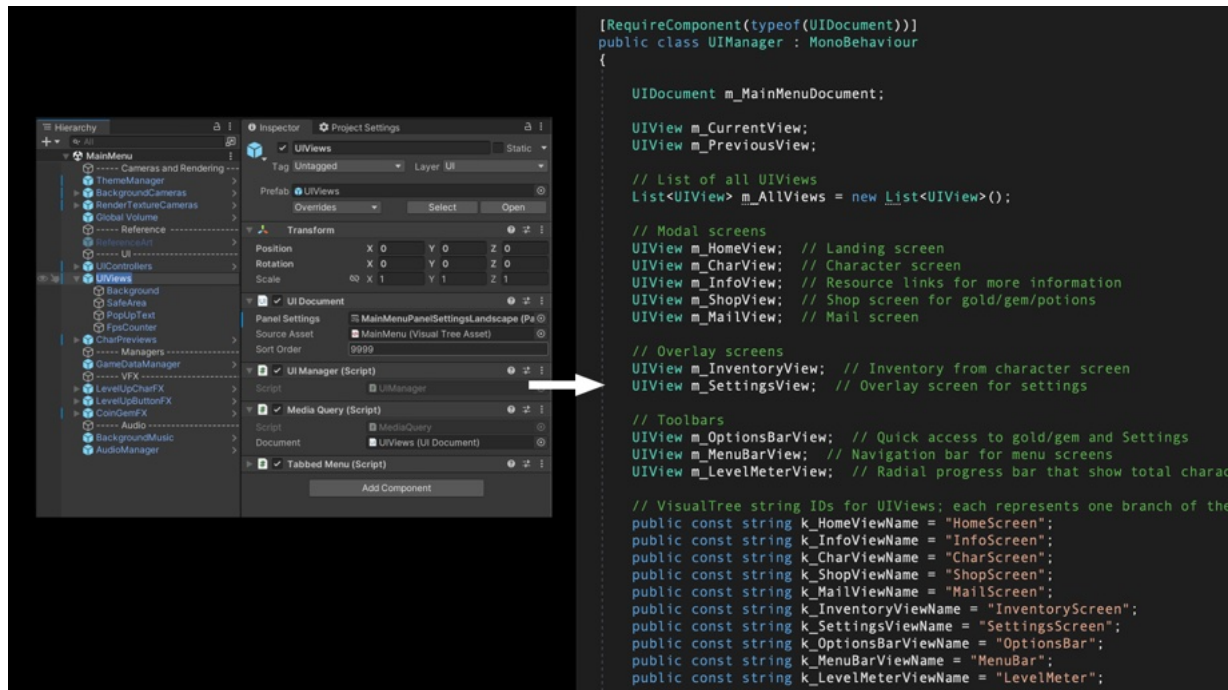 Hierarchy
All
MainMenu
----- Cameras and Rendering ---
ThemeManager
BackgroundCameras
RenderTextureCameras
Global Volume
----- Reference ----------------
ReferenceArt
----- UI -------------------------
UIControllers
UIViews
Background
SafeArea
PopUpText
FpsCounter
CharPreviews
----- Managers ----------------
GameDataManager
----- VFX -----------------------
LevelUpCharFX
LevelUpButtonFX
CoinGemFX
----- Audio ---------------------
BackgroundMusic
AudioManager
Inspector Project Settings
UIViews Static
Tag Untagged Layer UI
Prefab UIViews
Overrides Select Open
Transform
Position X 0 Y 0 Z 0
Rotation X 0 Y 0 Z 0
Scale X 1 Y 1 Z 1
UI Document
Panel Settings MainMenuPanelSettingsLandscape (Pa
Source Asset MainMenu (Visual Tree Asset)
Sort Order 9999
UI Manager (Script)
Script UIManager
Media Query (Script)
Script MediaQuery
Document UIViews (UI Document)
Tabbed Menu (Script)
Add Component
[RequireComponent(typeof(UIDocument))]
public class UIManager : MonoBehaviour
{
UIDocument m_MainMenuDocument;
UIView m_CurrentView;
UIView m_PreviousView;
// List of all UIViews
List<UIView> m_AllViews = new List<UIView>();
// Modal screens
UIView m_HomeView; // Landing screen
UIView m_CharView; // Character screen
UIView m_InfoView; // Resource links for more information
UIView m_ShopView; // Shop screen for gold/gem/potions
UIView m_MailView; // Mail screen
// Overlay screens
UIView m_InventoryView; // Inventory from character screen
UIView m_SettingsView; // Overlay screen for settings
// Toolbars
UIView m_OptionsBarView; // Quick access to gold/gem and Settings
UIView m_MenuBarView; // Navigation bar for menu screens
UIView m_LevelMeterView; // Radial progress bar that show total charac
// VisualTree string IDs for UIViews; each represents one branch of the
public const string k_HomeViewName = "HomeScreen";
public const string k_InfoViewName = "InfoScreen";
public const string k_CharViewName = "CharScreen";
public const string k_ShopViewName = "ShopScreen";
public const string k_MailViewName = "MailScreen";
public const string k_InventoryViewName = "InventoryScreen";
public const string k_SettingsViewName = "SettingsScreen";
public const string k_OptionsBarViewName = "OptionsBar";
public const string k_MenuBarViewName = "MenuBar";
public const string k_LevelMeterViewName = "LevelMeter";